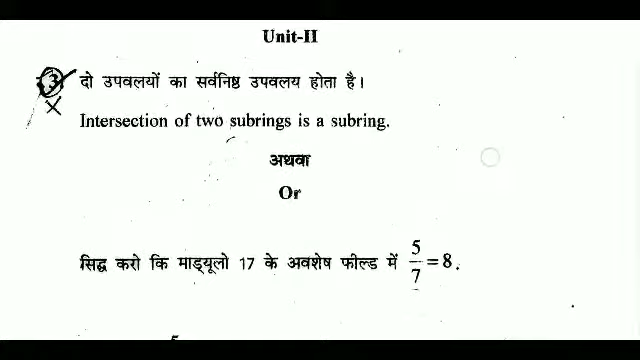 Unit-II
3. दो उपवलयों का सर्वनिष्ठ उपवलय होता है।
Intersection of two subrings is a subring.
अथवा
Or
सिद्ध करो कि माड्यूलो 17 के अवशेष फील्ड में 5/7 = 8.
5